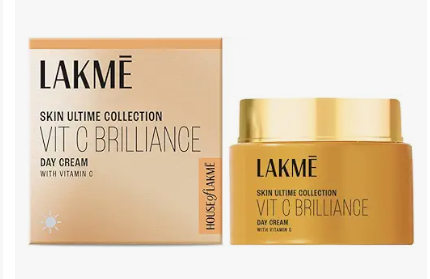 LAKMĒ
SKIN ULTIME COLLECTION
VIT C BRILLIANCE
DAY CREAM
WITH VITAMIN C
HOUSE of LAKMĒ
LAKMĒ
SKIN ULTIME COLLECTION
VIT C BRILLIANCE
DAY CREAM
WITH VITAMIN C